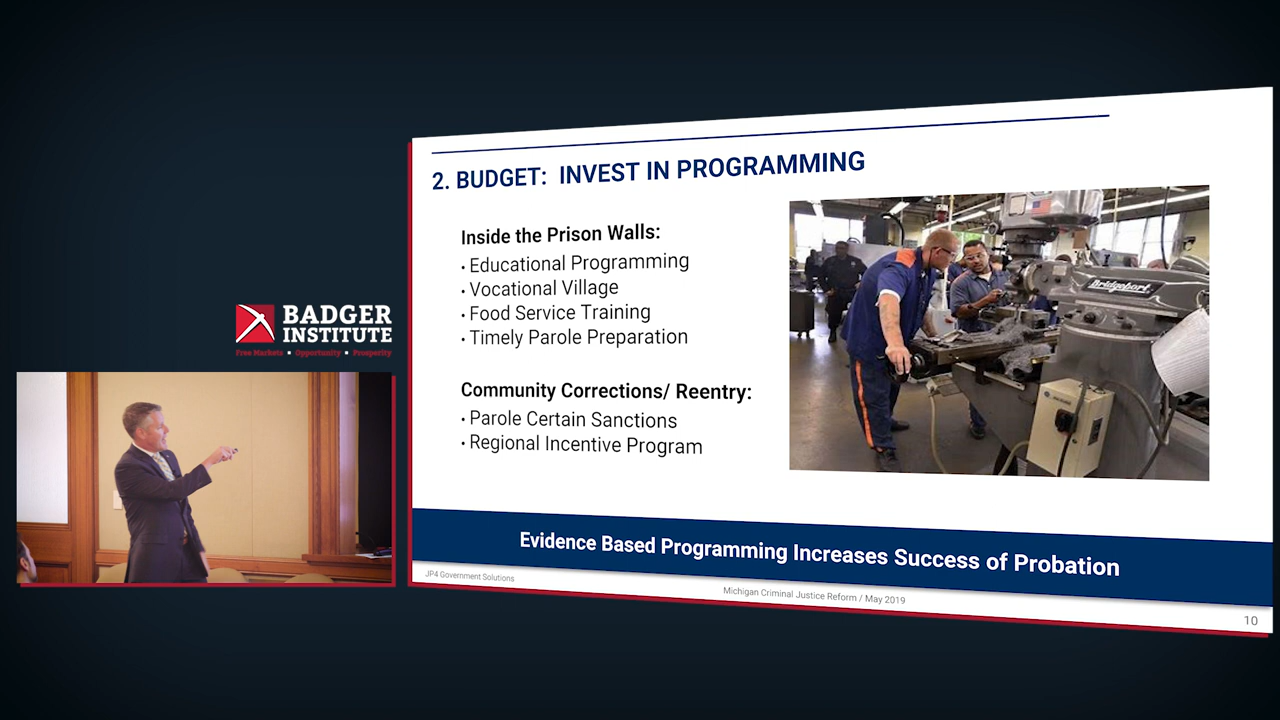 BADGER
INSTITUTE
Free Markets • Opportunity • Prosperity
2. BUDGET: INVEST IN PROGRAMMING
Inside the Prison Walls:
• Educational Programming
• Vocational Village
• Food Service Training
• Timely Parole Preparation
Community Corrections/ Reentry:
• Parole Certain Sanctions
• Regional Incentive Program
Bridgeport
Evidence Based Programming Increases Success of Probation
JP4 Government Solutions
Michigan Criminal Justice Reform / May 2019
10